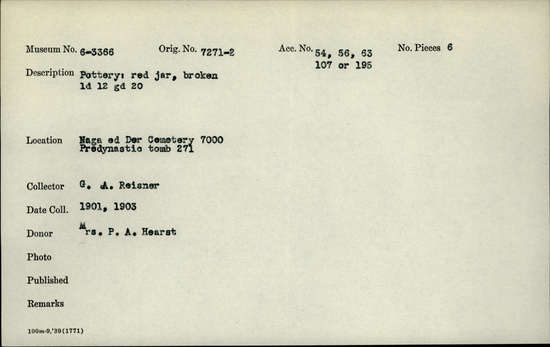 Museum No. 6-3366 Orig. No. 7271-2 Acc. No. 54, 56, 63 No. Pieces 6
107 or 195
Description Pottery: red jar, broken
ld 12 gd 20
Location Naga ed Der Cemetery 7000
Predynastic tomb 271
Collector G. A. Reisner
Date Coll. 1901, 1903
Donor Mrs. P. A. Hearst
Photo
Published
Remarks
100m-9,'39(1771)